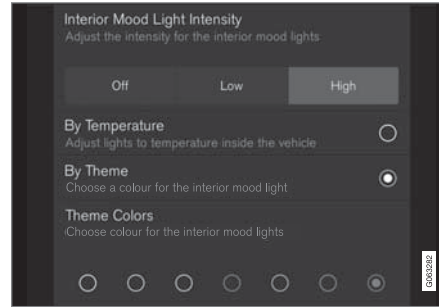 Interior Mood Light Intensity
Adjust the intensity for the interior mood lights
Off Low High
By Temperature
Adjust lights to temperature inside the vehicle
By Theme
Choose a colour for the interior mood light
Theme Colors
Choose colour for the interior mood lights
G063282